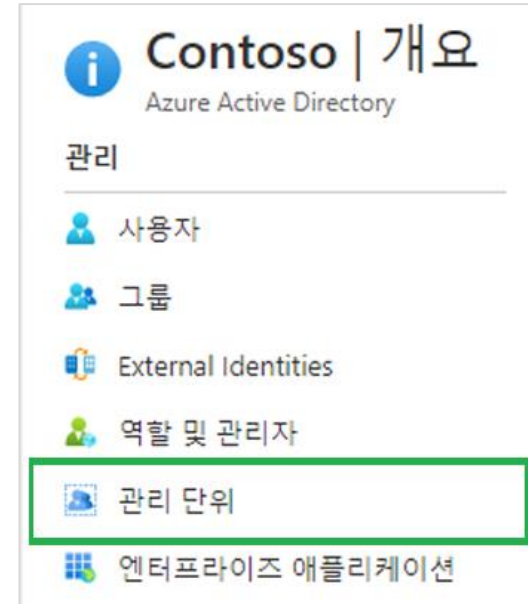 Contoso | 개요
Azure Active Directory
관리
사용자
그룹
External Identities
역할 및 관리자
관리 단위
엔터프라이즈 애플리케이션